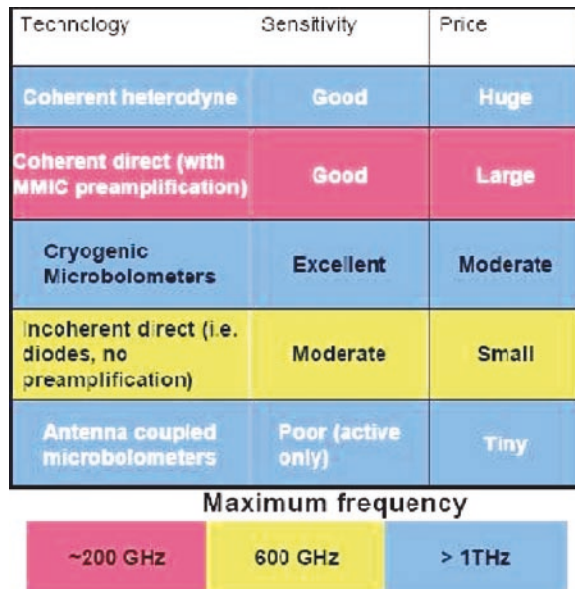 Technology Sensitivity Price
Coherent heterodyne Good Huge
Coherent direct (with
MMIC preamplification) Good Large
Cryogenic
Microbolometers Excellent Moderate
Incoherent direct (i.e.
diodes, no
preamplification) Moderate Small
Antenna coupled
microbolometers Poor (active
only) Tiny
Maximum frequency
~200 GHz 600 GHz > 1THz